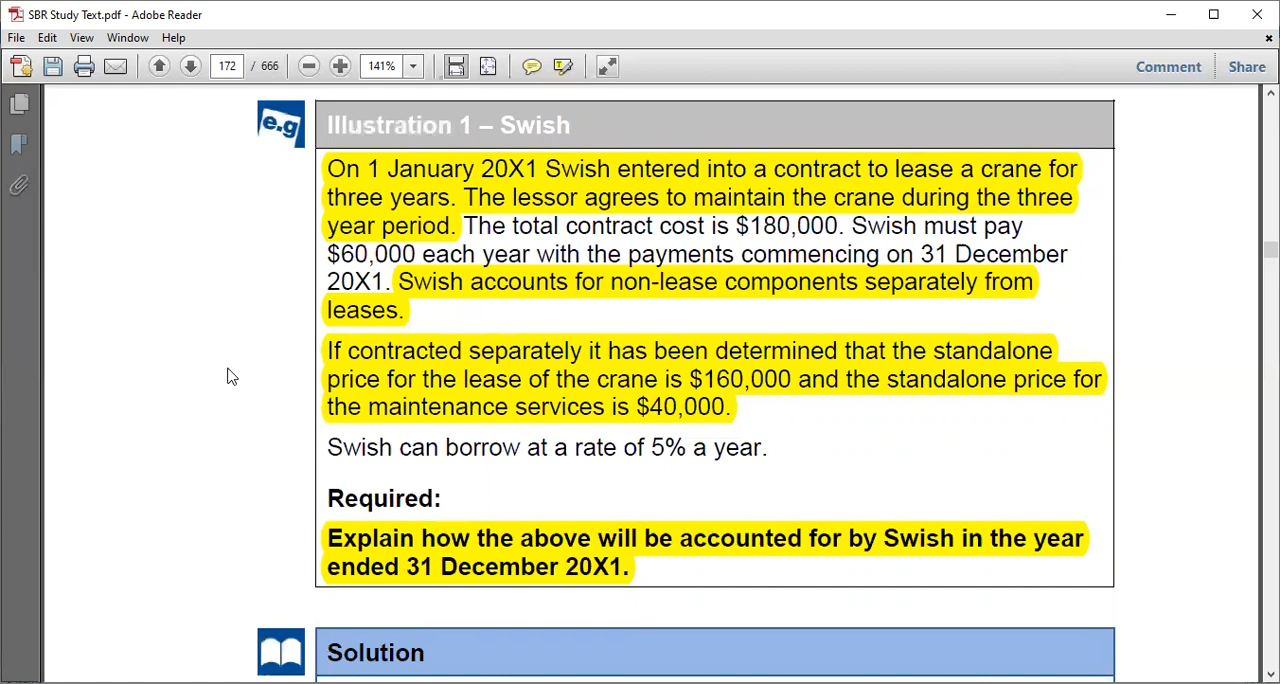 SBR Study Text.pdf - Adobe Reader
File Edit View Window Help
172 / 666 141% Comment Share
e.g Illustration 1 – Swish
On 1 January 20X1 Swish entered into a contract to lease a crane for
three years. The lessor agrees to maintain the crane during the three
year period. The total contract cost is $180,000. Swish must pay
$60,000 each year with the payments commencing on 31 December
20X1. Swish accounts for non-lease components separately from
leases.
If contracted separately it has been determined that the standalone
price for the lease of the crane is $160,000 and the standalone price for
the maintenance services is $40,000.
Swish can borrow at a rate of 5% a year.
Required:
Explain how the above will be accounted for by Swish in the year
ended 31 December 20X1.
Solution